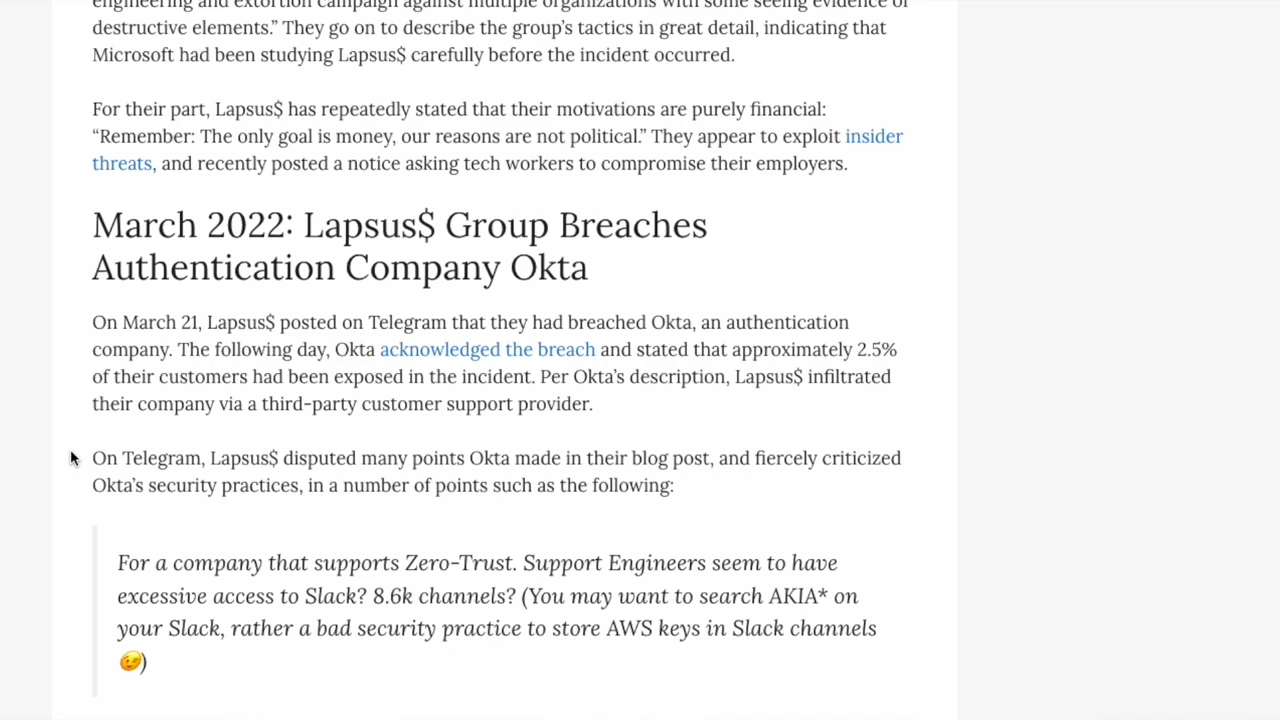 engineering and extortion campaign against multiple organizations with some seeing evidence of
destructive elements.” They go on to describe the group’s tactics in great detail, indicating that
Microsoft had been studying Lapsus$ carefully before the incident occurred.
For their part, Lapsus$ has repeatedly stated that their motivations are purely financial:
“Remember: The only goal is money, our reasons are not political.” They appear to exploit insider
threats, and recently posted a notice asking tech workers to compromise their employers.
March 2022: Lapsus$ Group Breaches
Authentication Company Okta
On March 21, Lapsus$ posted on Telegram that they had breached Okta, an authentication
company. The following day, Okta acknowledged the breach and stated that approximately 2.5%
of their customers had been exposed in the incident. Per Okta’s description, Lapsus$ infiltrated
their company via a third-party customer support provider.
On Telegram, Lapsus$ disputed many points Okta made in their blog post, and fiercely criticized
Okta’s security practices, in a number of points such as the following:
For a company that supports Zero-Trust. Support Engineers seem to have
excessive access to Slack? 8.6k channels? (You may want to search AKIA* on
your Slack, rather a bad security practice to store AWS keys in Slack channels
😉)